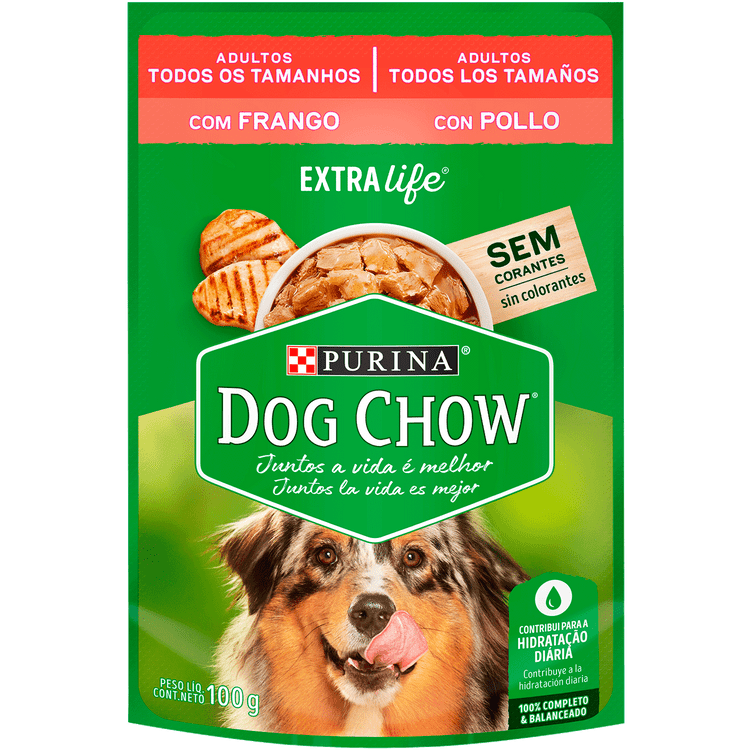 ADULTOS
TODOS OS TAMANHOS
ADULTOS
TODOS LOS TAMAÑOS
COM FRANGO
CON POLLO
EXTRA life®
SEM
CORANTES
sin colorantes
PURINA®
DOG CHOW®
Juntos a vida é melhor
Juntos la vida es mejor
CONTRIBUI PARA A
HIDRATAÇÃO
DIÁRIA
Contribuye a la
hidratación diaria
100% COMPLETO
& BALANCEADO
PESO LÍQ.
CONT.NETO 100 g